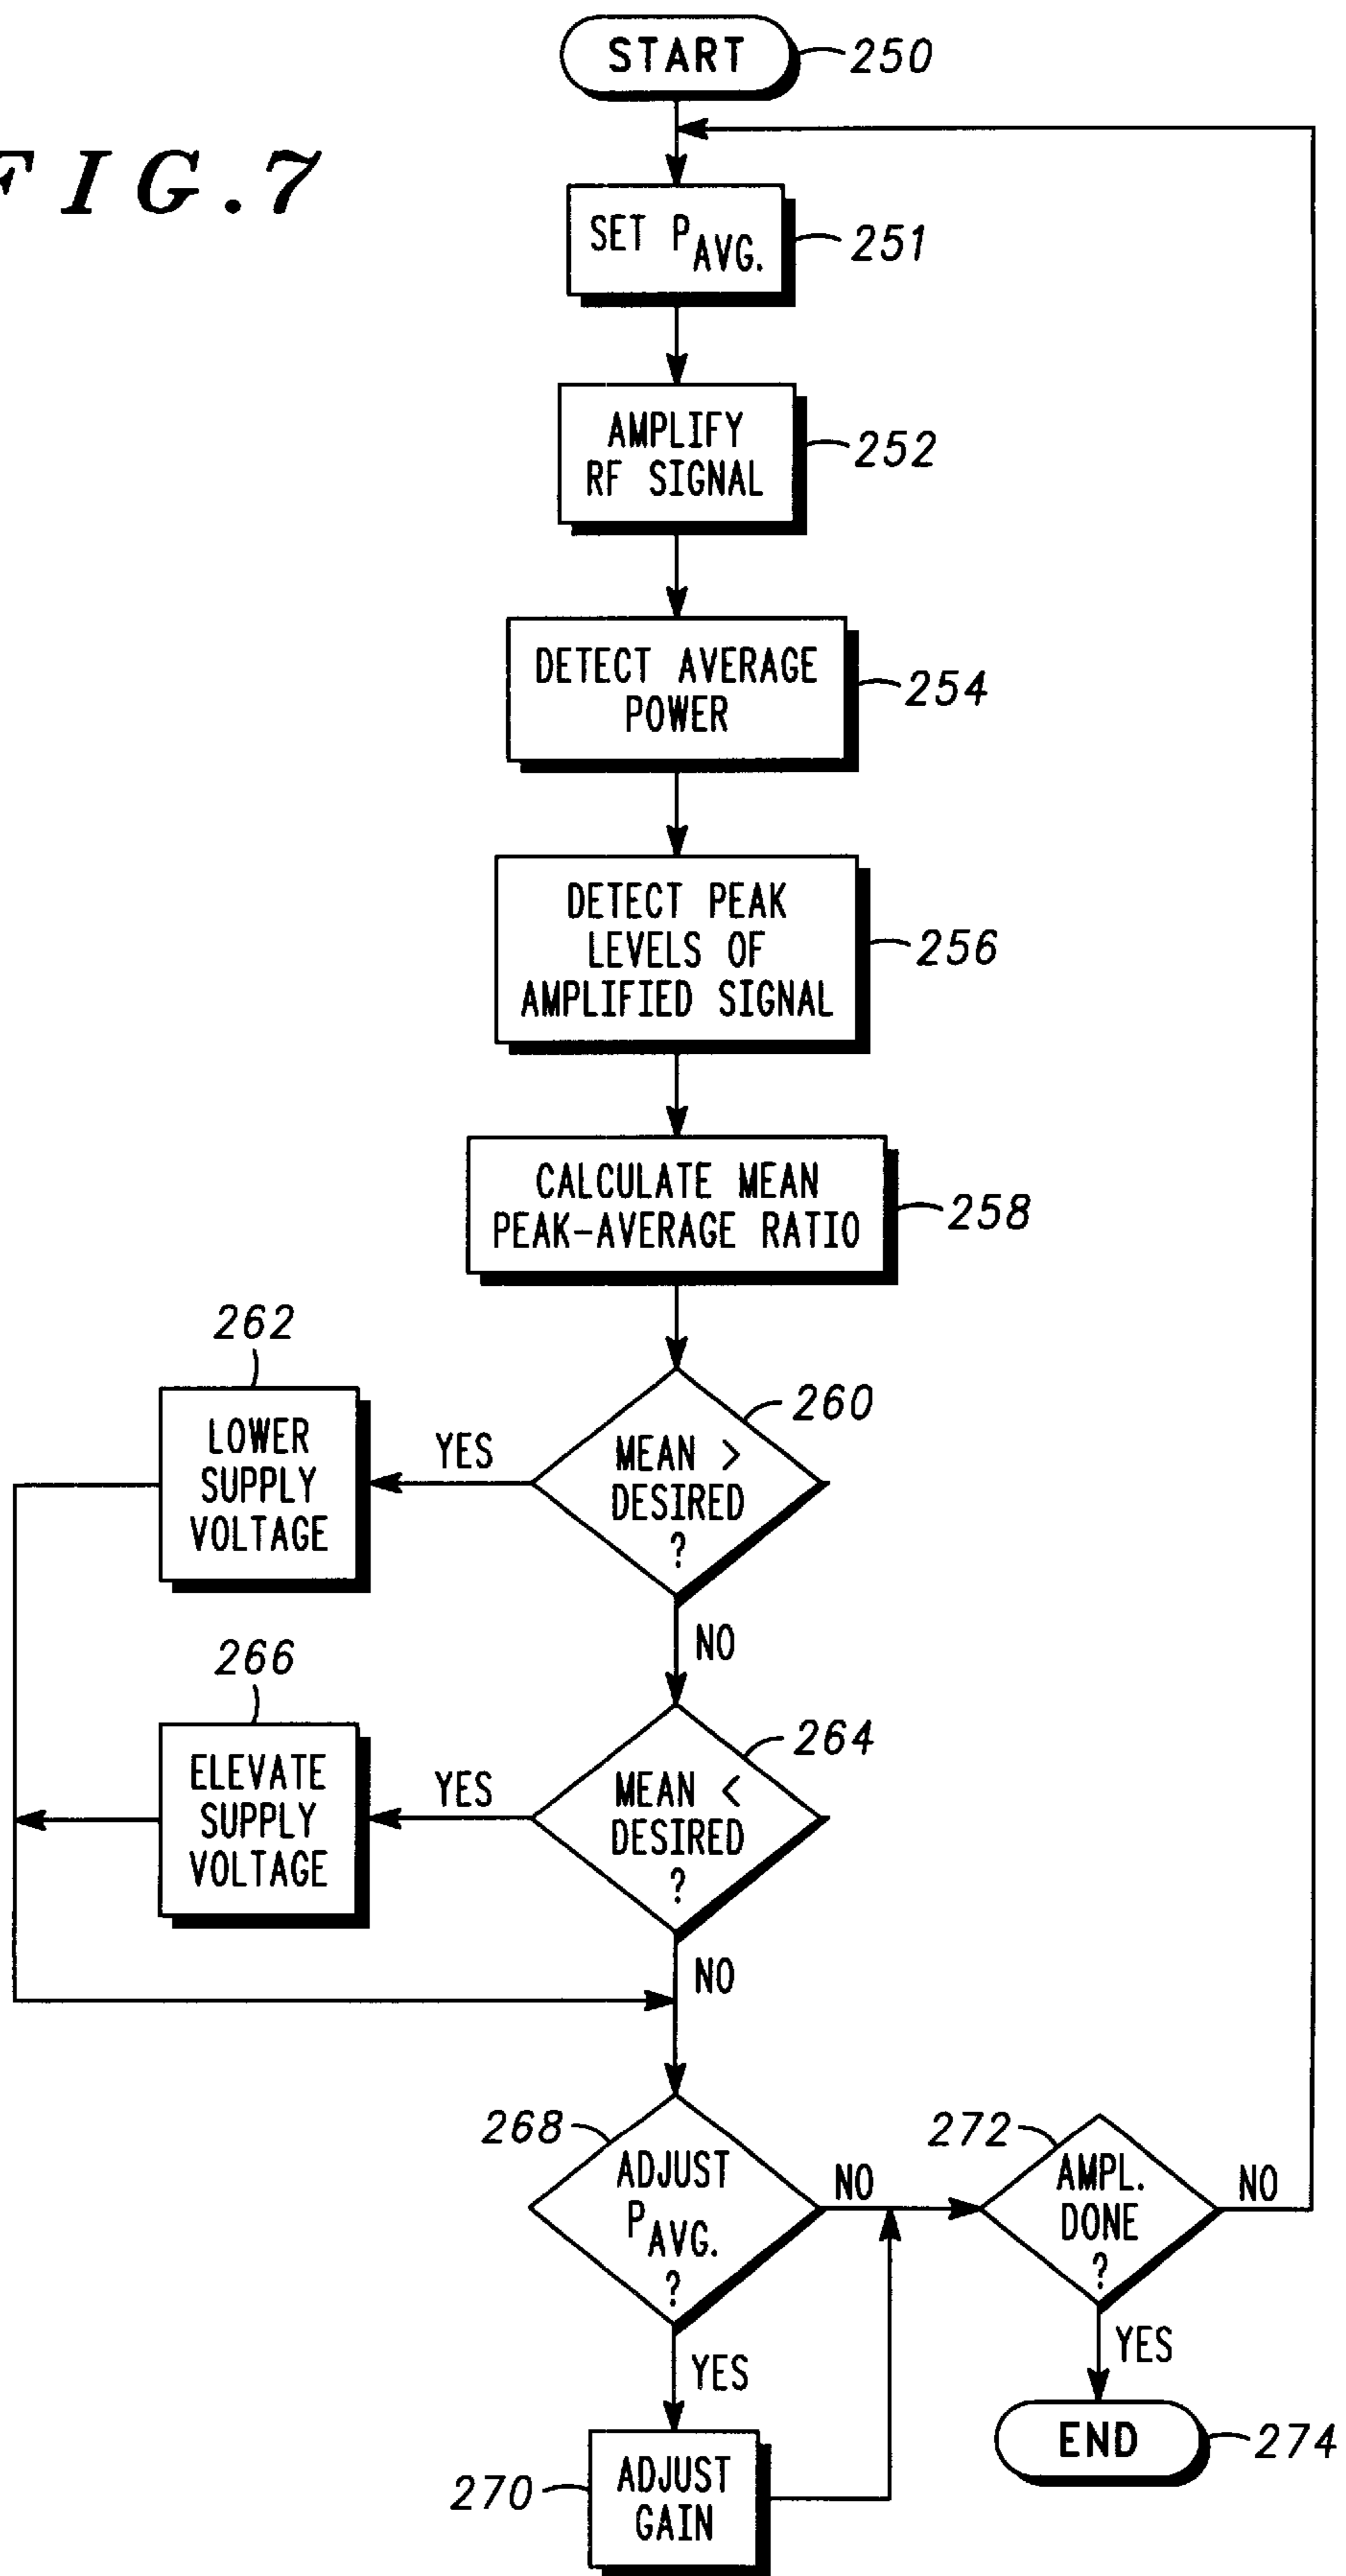 START
250
FIG.7
SET PAVG.
251
AMPLIFY
RF SIGNAL
252
DETECT AVERAGE
POWER
254
DETECT PEAK
LEVELS OF
AMPLIFIED SIGNAL
256
CALCULATE MEAN
PEAK-AVERAGE RATIO
258
262
LOWER
SUPPLY
VOLTAGE
YES
260
MEAN >
DESIRED
?
NO
266
ELEVATE
SUPPLY
VOLTAGE
YES
264
MEAN <
DESIRED
?
NO
268
ADJUST
PAVG.
?
NO
272
AMPL.
DONE
?
NO
YES
YES
270
ADJUST
GAIN
END
274